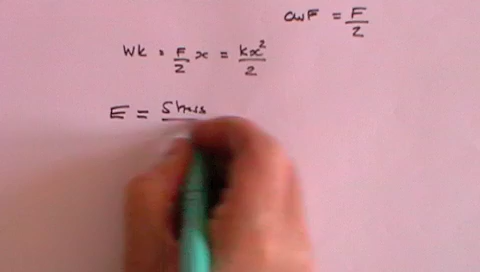 avF = F/2
Wk = F/2 x = kx²/2
E = Stress